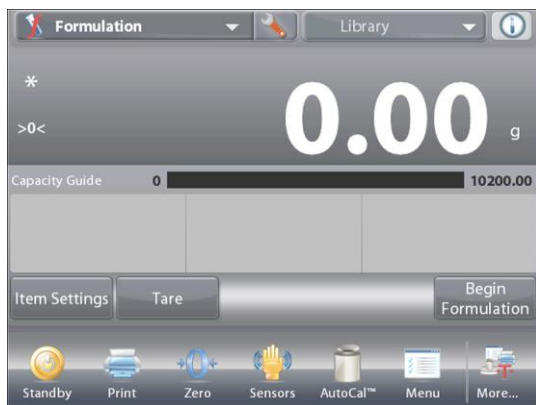 Formulation
Library
*
>0<
0.00 g
Capacity Guide 0 10200.00
Item Settings
Tare
Begin
Formulation
→0←
Standby
Print
Zero
Sensors
AutoCal™
Menu
More...